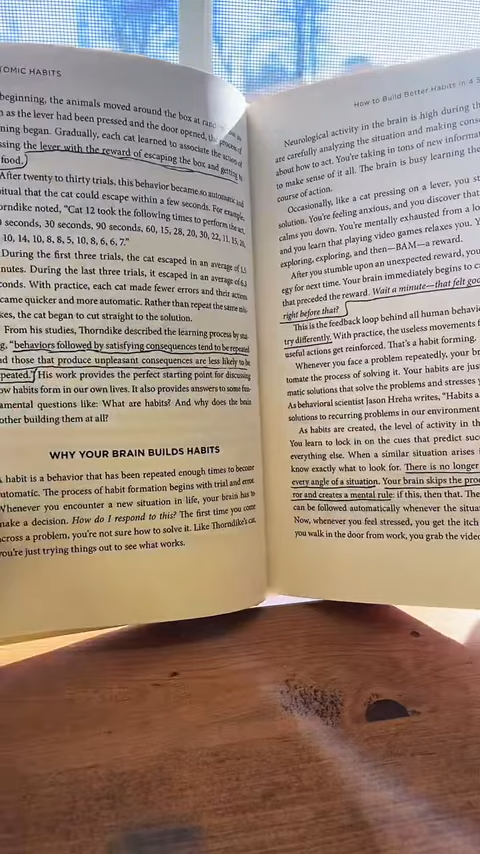 TOMIC HABITS
beginning, the animals moved around the box at
as the lever had been pressed and the door opened, the process of
ning began. Gradually, each cat learned to associate the action of
ssing the lever with the reward of escaping the box and getting to
food.
After twenty to thirty trials, this behavior became so automatic and
itual that the cat could escape within a few seconds. For example,
orndike noted, "Cat 12 took the following times to perform the act.
seconds, 30 seconds, 90 seconds, 60, 15, 28, 20, 30, 22, 11, 15, 20,
10, 14, 10, 8, 8, 5, 10, 8, 6, 6, 7."
During the first three trials, the cat escaped in an average of 1.5
nutes. During the last three trials, it escaped in an average of 6.3
conds. With practice, each cat made fewer errors and their actions
came quicker and more automatic. Rather than repeat the same mis-
kes, the cat began to cut straight to the solution.
From his studies, Thorndike described the learning process by stat-
g, "behaviors followed by satisfying consequences tend to be repeated
nd those that produce unpleasant consequences are less likely to be
peated." His work provides the perfect starting point for discussing
ow habits form in our own lives. It also provides answers to some fun-
amental questions like: What are habits? And why does the brain
other building them at all?
WHY YOUR BRAIN BUILDS HABITS
habit is a behavior that has been repeated enough times to become
utomatic. The process of habit formation begins with trial and error.
Whenever you encounter a new situation in life, your brain has to
make a decision. How do I respond to this? The first time you come
cross a problem, you're not sure how to solve it. Like Thorndike's cat,
you're just trying things out to see what works.
How to Build Better Habits in 4 S
Neurological activity in the brain is high during th
are carefully analyzing the situation and making cons
about how to act. You're taking in tons of new informat
to make sense of it all. The brain is busy learning the
course of action.
Occasionally, like a cat pressing on a lever, you st
solution. You're feeling anxious, and you discover that
calms you down. You're mentally exhausted from a lo
and you learn that playing video games relaxes you. Y
exploring, exploring, and then—BAM—a reward.
After you stumble upon an unexpected reward, you
egy for next time. Your brain immediately begins to c
that preceded the reward. Wait a minute—that felt goo
right before that?
This is the feedback loop behind all human behavio
try differently. With practice, the useless movements f
useful actions get reinforced. That's a habit forming.
Whenever you face a problem repeatedly, your br
tomate the process of solving it. Your habits are just
matic solutions that solve the problems and stresses y
As behavioral scientist Jason Hreha writes, "Habits a
solutions to recurring problems in our environment
As habits are created, the level of activity in th
You learn to lock in on the cues that predict suc
everything else. When a similar situation arises i
know exactly what to look for. There is no longer
every angle of a situation. Your brain skips the pro
ror and creates a mental rule: if this, then that. The
can be followed automatically whenever the situa
Now, whenever you feel stressed, you get the itch
you walk in the door from work, you grab the video